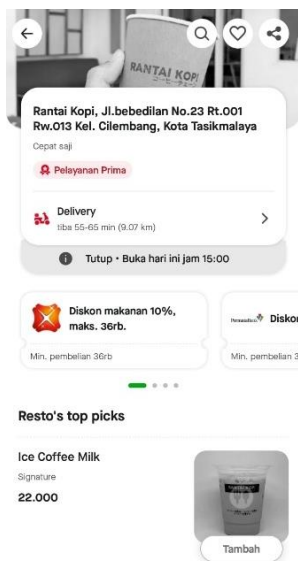 RANTAI KOPI
Rantai Kopi, Jl.bebedilan No.23 Rt.001
Rw.013 Kel. Cilembang, Kota Tasikmalaya
Cepat saji
Pelayanan Prima
Delivery
tiba 55-65 min (9.07 km)
Tutup • Buka hari ini jam 15:00
Diskon makanan 10%,
maks. 36rb.
Min. pembelian 36rb
Diskon
Min. pembelian 3
Resto's top picks
Ice Coffee Milk
Signature
22.000
Tambah